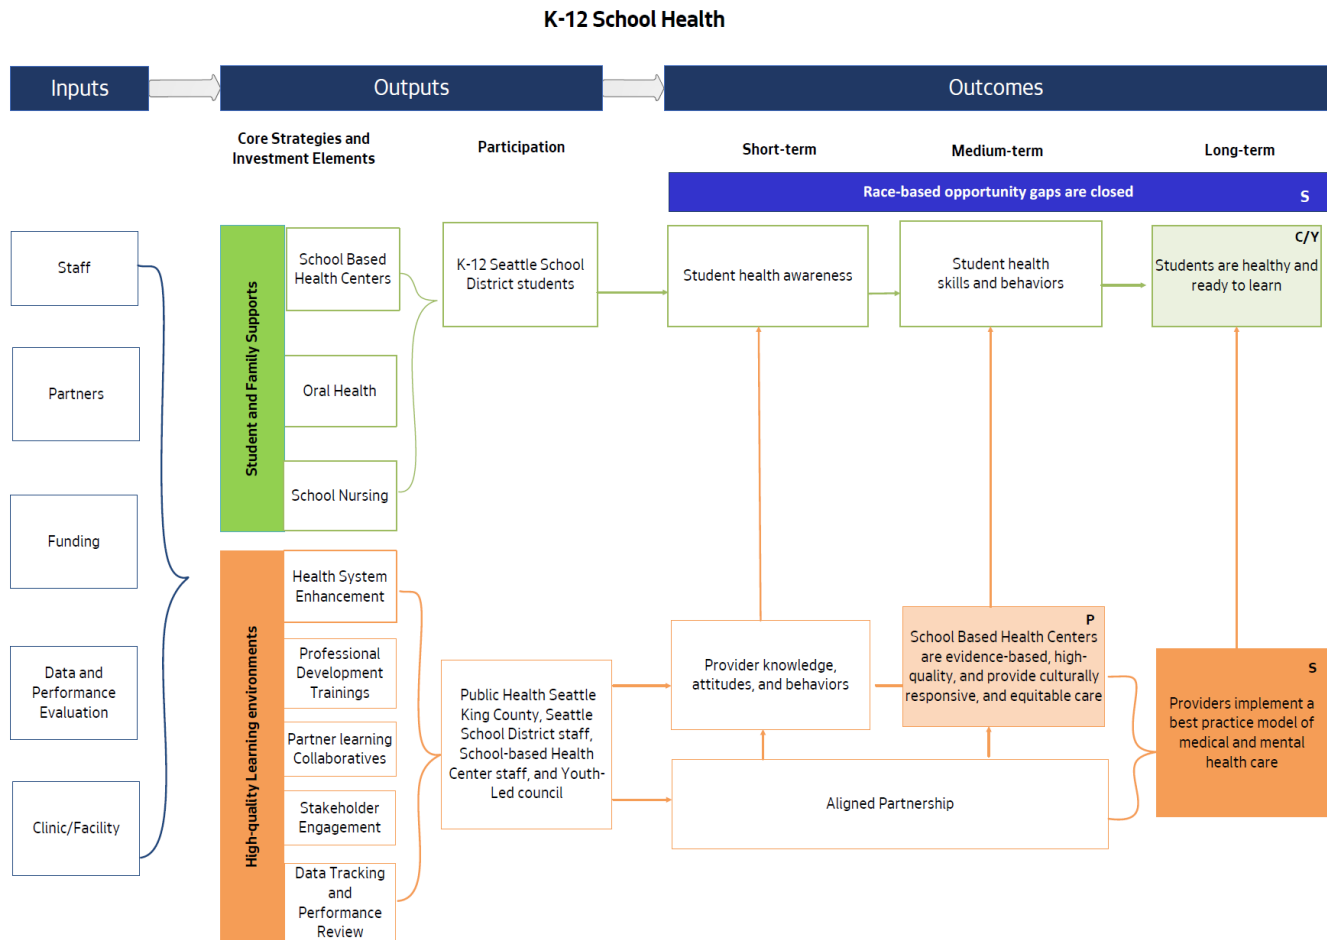 K-12 School Health
Inputs
Outputs
Outcomes
Core Strategies and
Investment Elements
Participation
Short-term
Medium-term
Long-term
Race-based opportunity gaps are closed
S
Staff
Partners
Funding
Data and
Performance
Evaluation
Clinic/Facility
Student and Family Supports
School Based
Health Centers
Oral Health
School Nursing
K-12 Seattle School
District students
Student health awareness
Student health
skills and behaviors
C/Y
Students are healthy and
ready to learn
High-quality Learning environments
Health System
Enhancement
Professional
Development
Trainings
Partner learning
Collaboratives
Stakeholder
Engagement
Data Tracking
and
Performance
Review
Public Health Seattle
King County, Seattle
School District staff,
School-based Health
Center staff, and Youth-
Led council
Provider knowledge,
attitudes, and behaviors
P
School Based Health Centers
are evidence-based, high-
quality, and provide culturally
responsive, and equitable care
Aligned Partnership
S
Providers implement a
best practice model of
medical and mental
health care